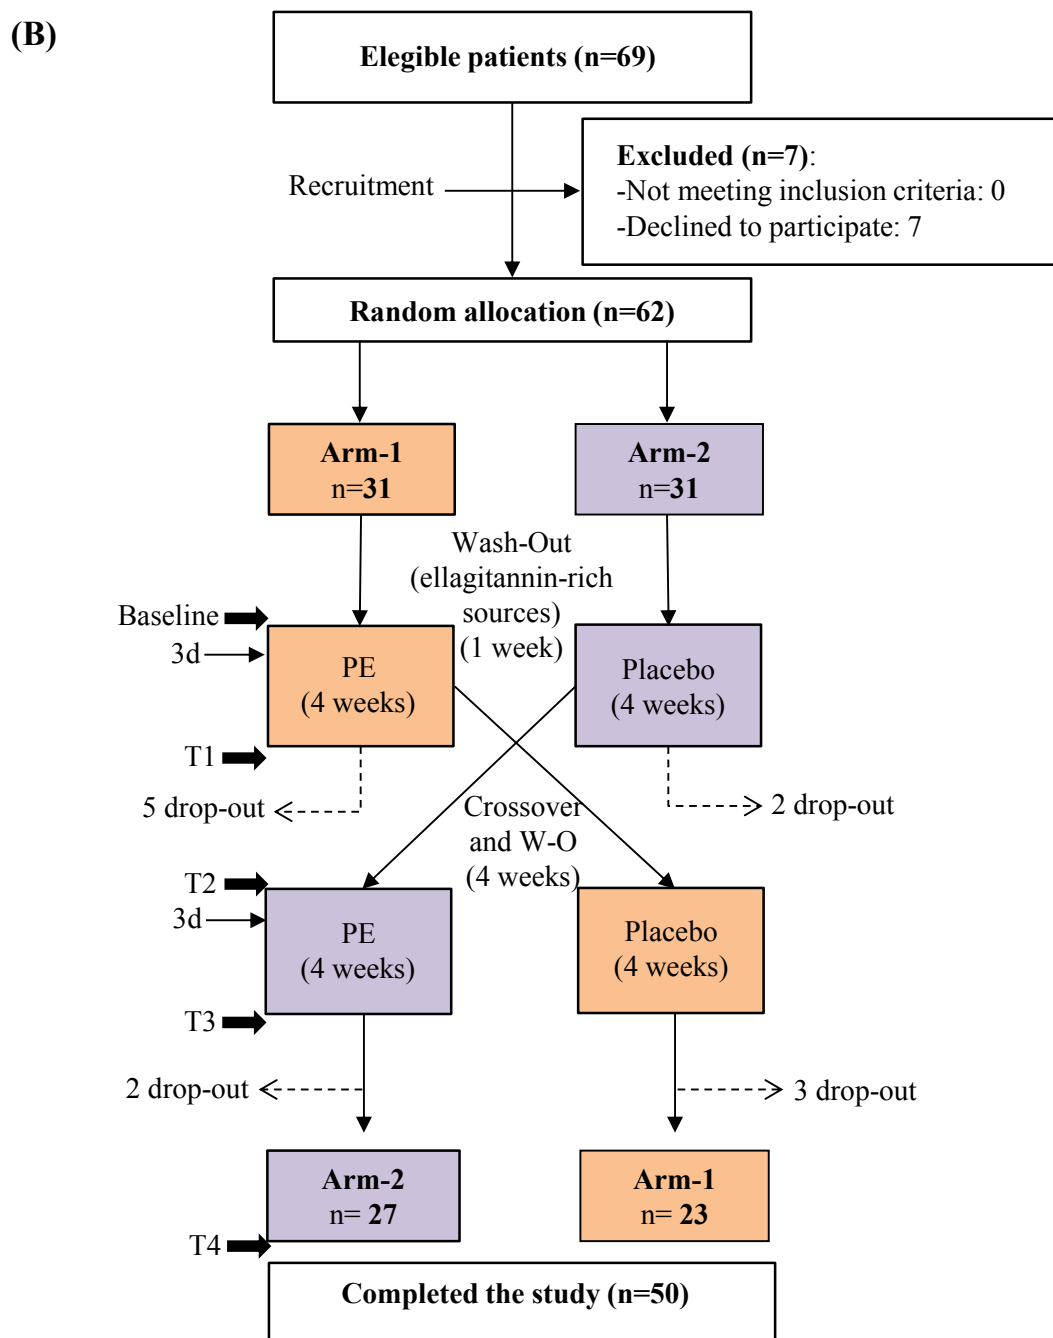 (B)
Elegible patients (n=69)
Excluded (n=7):
-Not meeting inclusion criteria: 0
-Declined to participate: 7
Recruitment
Random allocation (n=62)
Arm-1
n=31
Arm-2
n=31
Wash-Out
(ellagitannin-rich
sources)
(1 week)
Baseline
3d
PE
(4 weeks)
Placebo
(4 weeks)
T1
5 drop-out
2 drop-out
Crossover
and W-O
(4 weeks)
T2
3d
PE
(4 weeks)
Placebo
(4 weeks)
T3
2 drop-out
3 drop-out
Arm-2
n= 27
Arm-1
n= 23
T4
Completed the study (n=50)